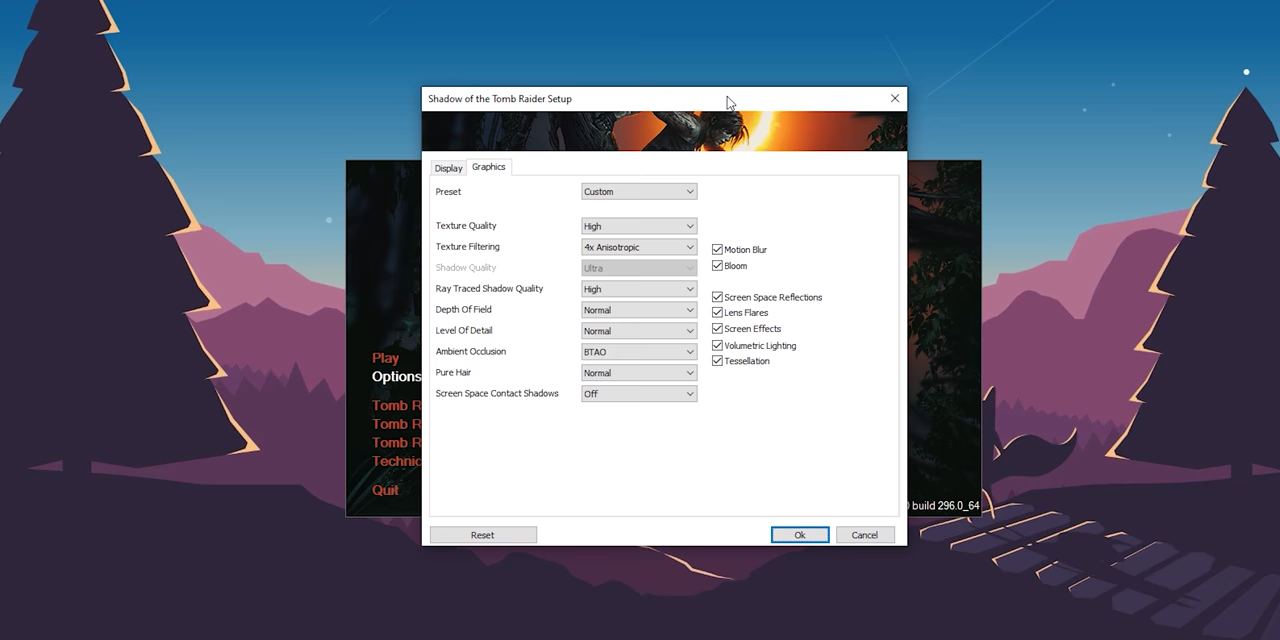 Shadow of the Tomb Raider Setup
Display
Graphics
Preset
Custom
Texture Quality
High
Texture Filtering
4x Anisotropic
Motion Blur
Shadow Quality
Ultra
Bloom
Ray Traced Shadow Quality
High
Screen Space Reflections
Depth Of Field
Normal
Lens Flares
Level Of Detail
Normal
Screen Effects
Ambient Occlusion
BTAO
Volumetric Lighting
Tessellation
Pure Hair
Normal
Screen Space Contact Shadows
Off
Play
Options
Tomb R
Tomb R
Tomb R
Technic
Quit
build 296.0_64
Reset
Ok
Cancel